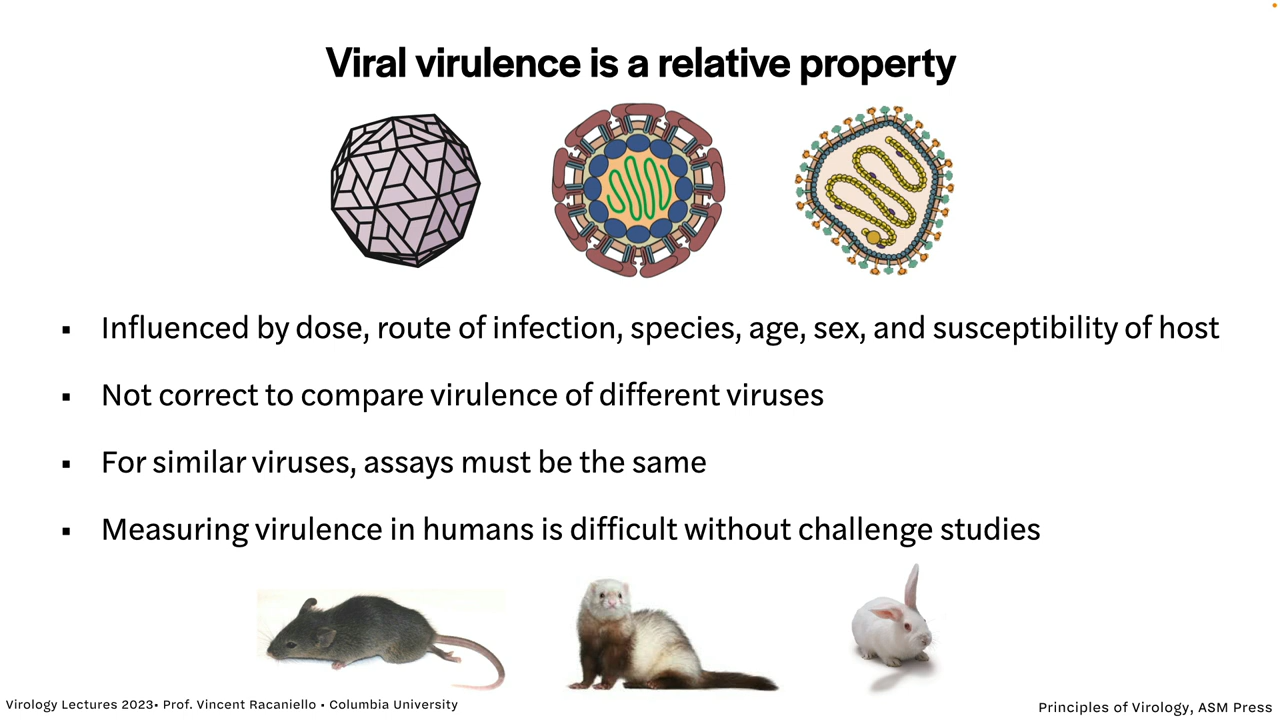 Viral virulence is a relative property
▪ Influenced by dose, route of infection, species, age, sex, and susceptibility of host
▪ Not correct to compare virulence of different viruses
▪ For similar viruses, assays must be the same
▪ Measuring virulence in humans is difficult without challenge studies
Virology Lectures 2023• Prof. Vincent Racaniello • Columbia University
Principles of Virology, ASM Press